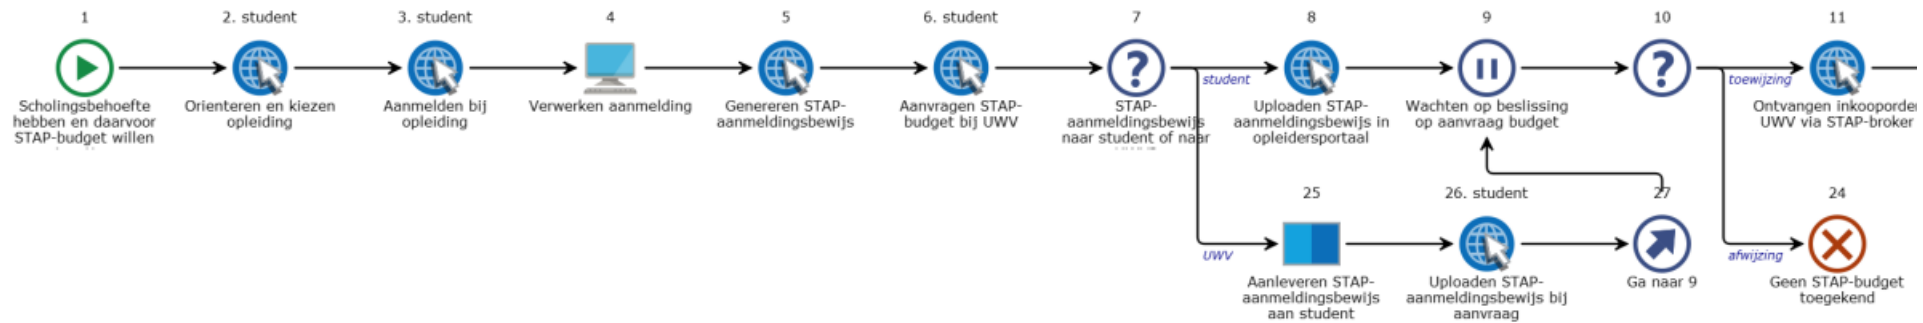 1
2. student
3. student
4
5
6. student
7
8
9
10
11
student
toewijzing
Scholingsbehoefte
hebben en daarvoor
STAP-budget willen
Orienteren en kiezen
opleiding
Aanmelden bij
opleiding
Verwerken aanmelding
Genereren STAP-
aanmeldingsbewijs
Aanvragen STAP-
budget bij UWV
STAP-
aanmeldingsbewijs
naar student of naar
Uploaden STAP-
aanmeldingsbewijs in
opleidersportaal
Wachten op beslissing
op aanvraag budget
Ontvangen inkooporder
UWV via STAP-broker
25
26. student
27
24
UWV
afwijzing
Aanleveren STAP-
aanmeldingsbewijs
aan student
Uploaden STAP-
aanmeldingsbewijs bij
aanvraag
Ga naar 9
Geen STAP-budget
toegekend